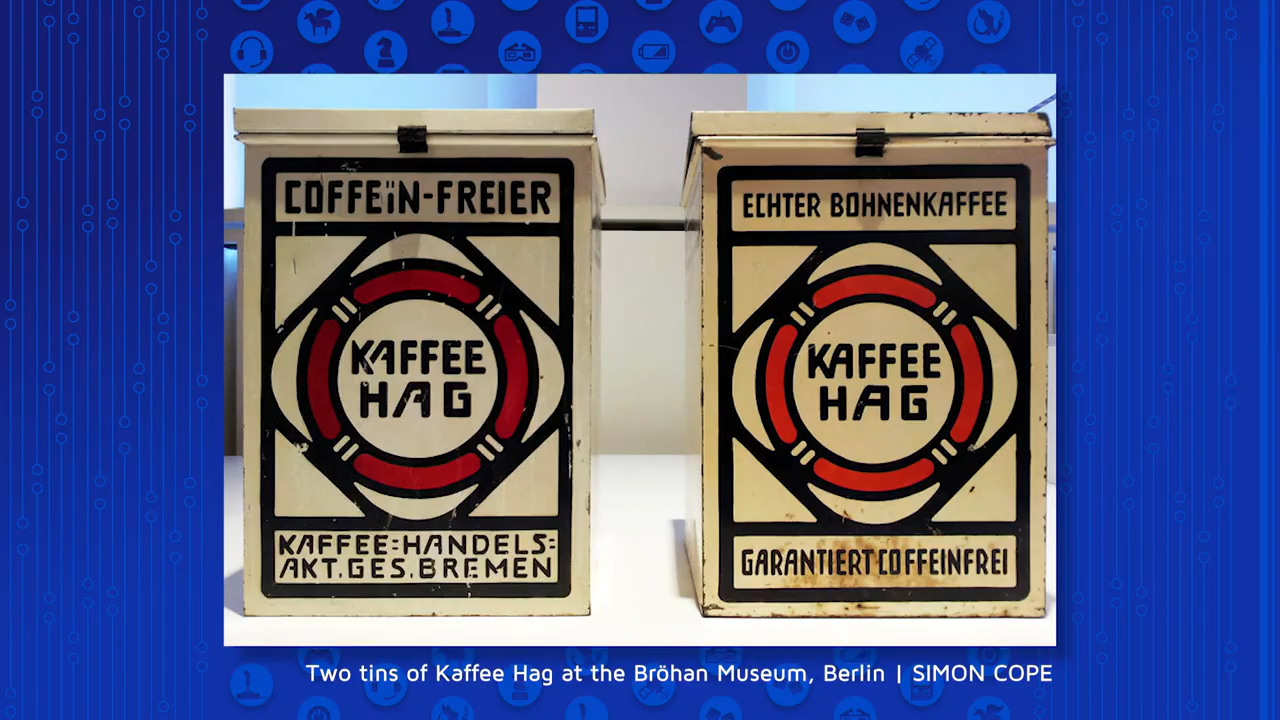 COFFEÏN-FREIER
KAFFEE
HAG
KAFFEE=HANDELS=
AKT.GES.BREMEN
ECHTER BOHNENKAFFEE
KAFFEE
HAG
GARANTIERT COFFEINFREI
Two tins of Kaffee Hag at the Bröhan Museum, Berlin | SIMON COPE